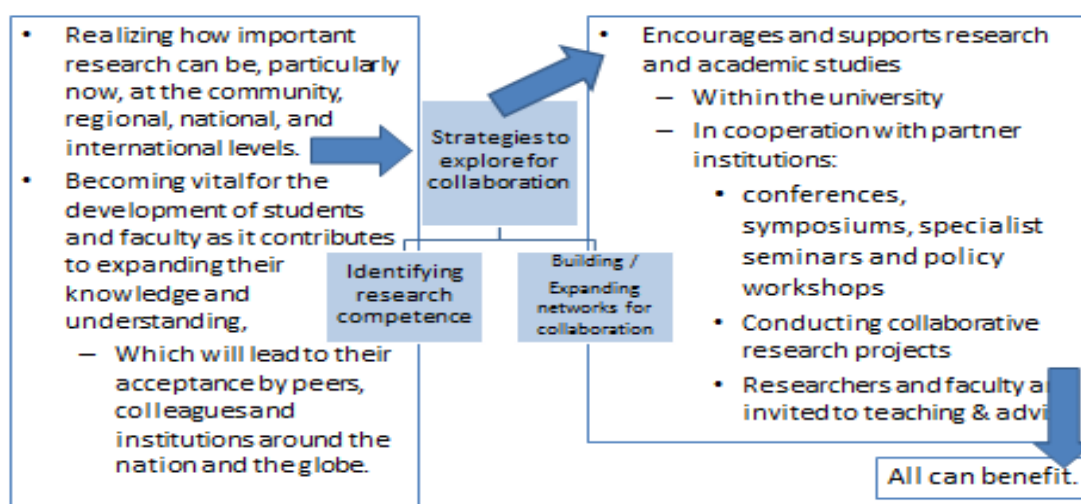 • Realizing how important
research can be, particularly
now, at the community,
regional, national, and
international levels.
• Becoming vital for the
development of students
and faculty as it contributes
to expanding their
knowledge and
understanding,
– Which will lead to their
acceptance by peers,
colleagues and
institutions around the
nation and the globe.
Strategies to
explore for
collaboration
Identifying
research
competence
Building /
Expanding
networks for
collaboration
• Encourages and supports research
and academic studies
– Within the university
– In cooperation with partner
institutions:
• conferences,
symposiums, specialist
seminars and policy
workshops
• Conducting collaborative
research projects
• Researchers and faculty
invited to teaching &
All can benefit.